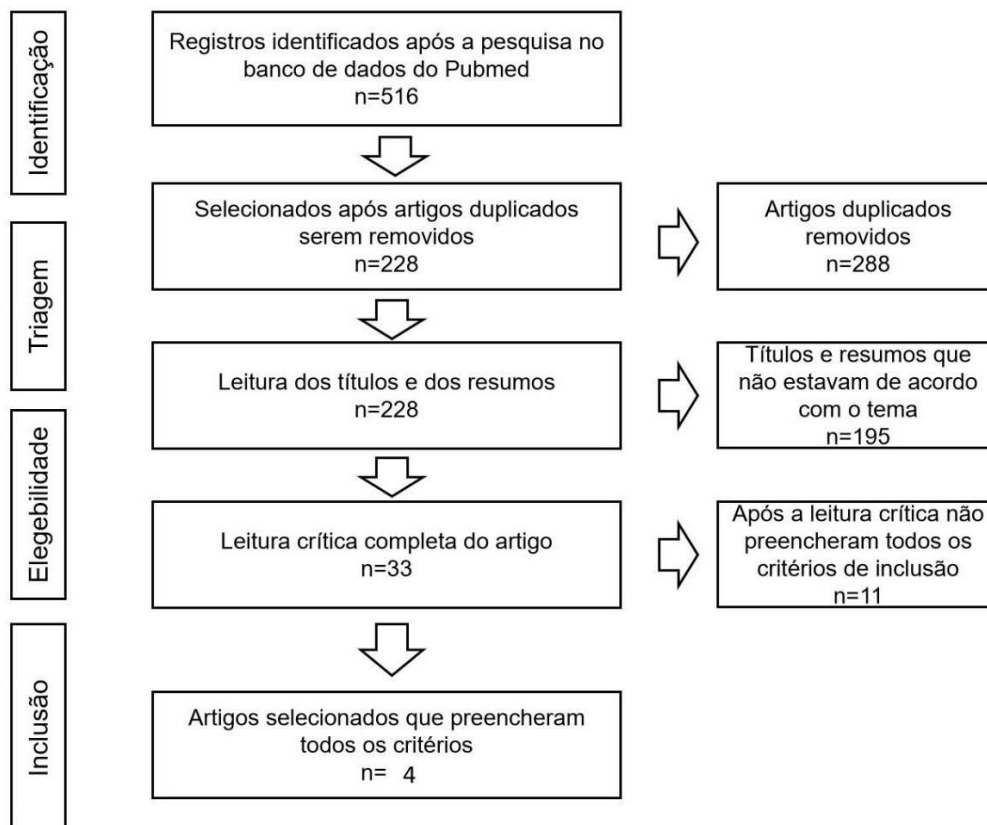 Identificação
Registros identificados após a pesquisa no
banco de dados do Pubmed
n=516
Triagem
Selecionados após artigos duplicados
serem removidos
n=228
Artigos duplicados
removidos
n=288
Leitura dos títulos e dos resumos
n=228
Títulos e resumos que
não estavam de acordo
com o tema
n=195
Elegebilidade
Leitura crítica completa do artigo
n=33
Após a leitura crítica não
preencheram todos os
critérios de inclusão
n=11
Inclusão
Artigos selecionados que preencheram
todos os critérios
n= 4